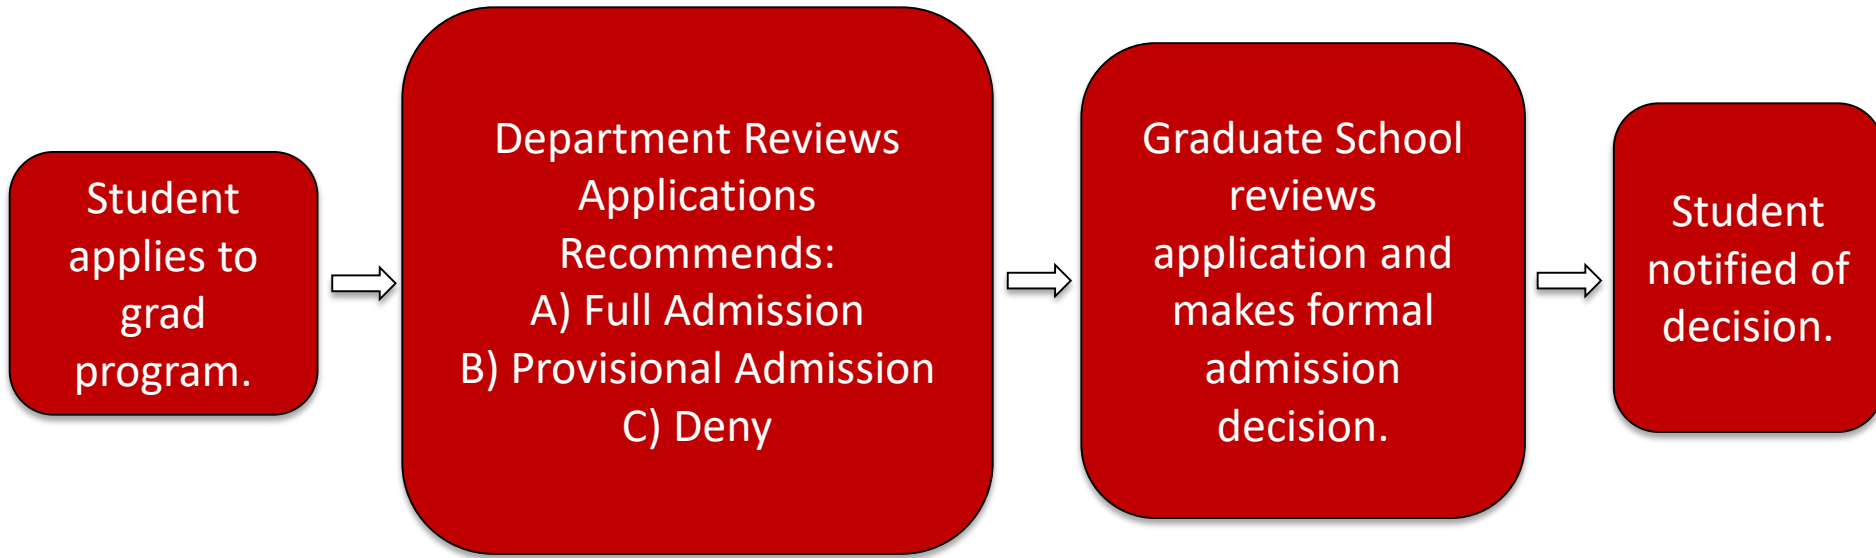 Student
applies to
grad
program.
Department Reviews
Applications
Recommends:
A) Full Admission
B) Provisional Admission
C) Deny
Graduate School
reviews
application and
makes formal
admission
decision.
Student
notified of
decision.